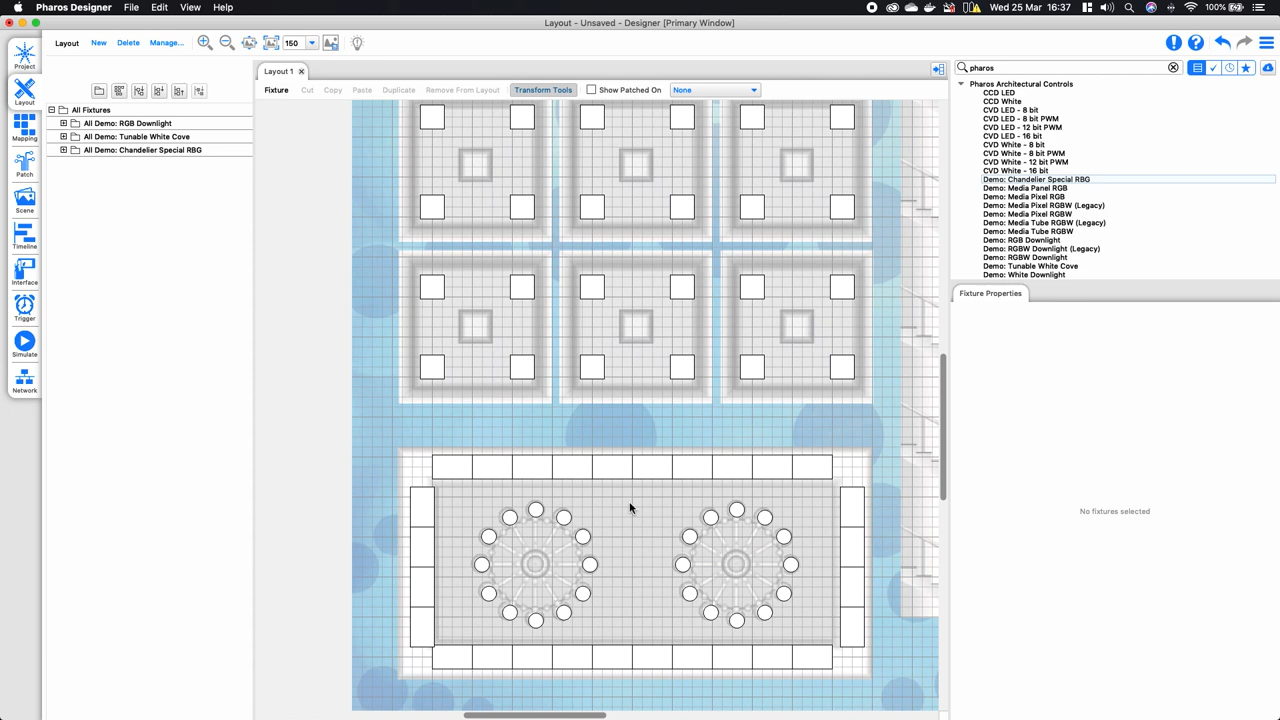 Pharos Designer File Edit View Help
100% Wed 25 Nov 16:37
Layout - Unsaved - Designer [Primary Window]
Layout New Delete Manage... 150
Project
Layout
Mapping
Patch
Scene
Timeline
Interface
Trigger
Simulate
Network
All Fixtures
All Demo: RGB Downlight
All Demo: Tunable White Cove
All Demo: Chandelier Special RBG
Layout 1
Fixture Cut Copy Paste Duplicate Remove From Layout Transform Tools Show Patched On None
pharos
Pharos Architectural Controls
CCD LED
CCD White
CVD LED - 8 bit
CVD LED - 8 bit PWM
CVD LED - 12 bit PWM
CVD LED - 16 bit
CVD White - 8 bit
CVD White - 8 bit PWM
CVD White - 12 bit PWM
CVD White - 16 bit
Demo: Chandelier Special RBG
Demo: Media Panel RGB
Demo: Media Pixel RGB
Demo: Media Pixel RGBW (Legacy)
Demo: Media Pixel RGBW
Demo: Media Tube RGBW (Legacy)
Demo: Media Tube RGBW
Demo: RGB Downlight
Demo: RGBW Downlight (Legacy)
Demo: RGBW Downlight
Demo: Tunable White Cove
Demo: White Downlight
Fixture Properties
No fixtures selected